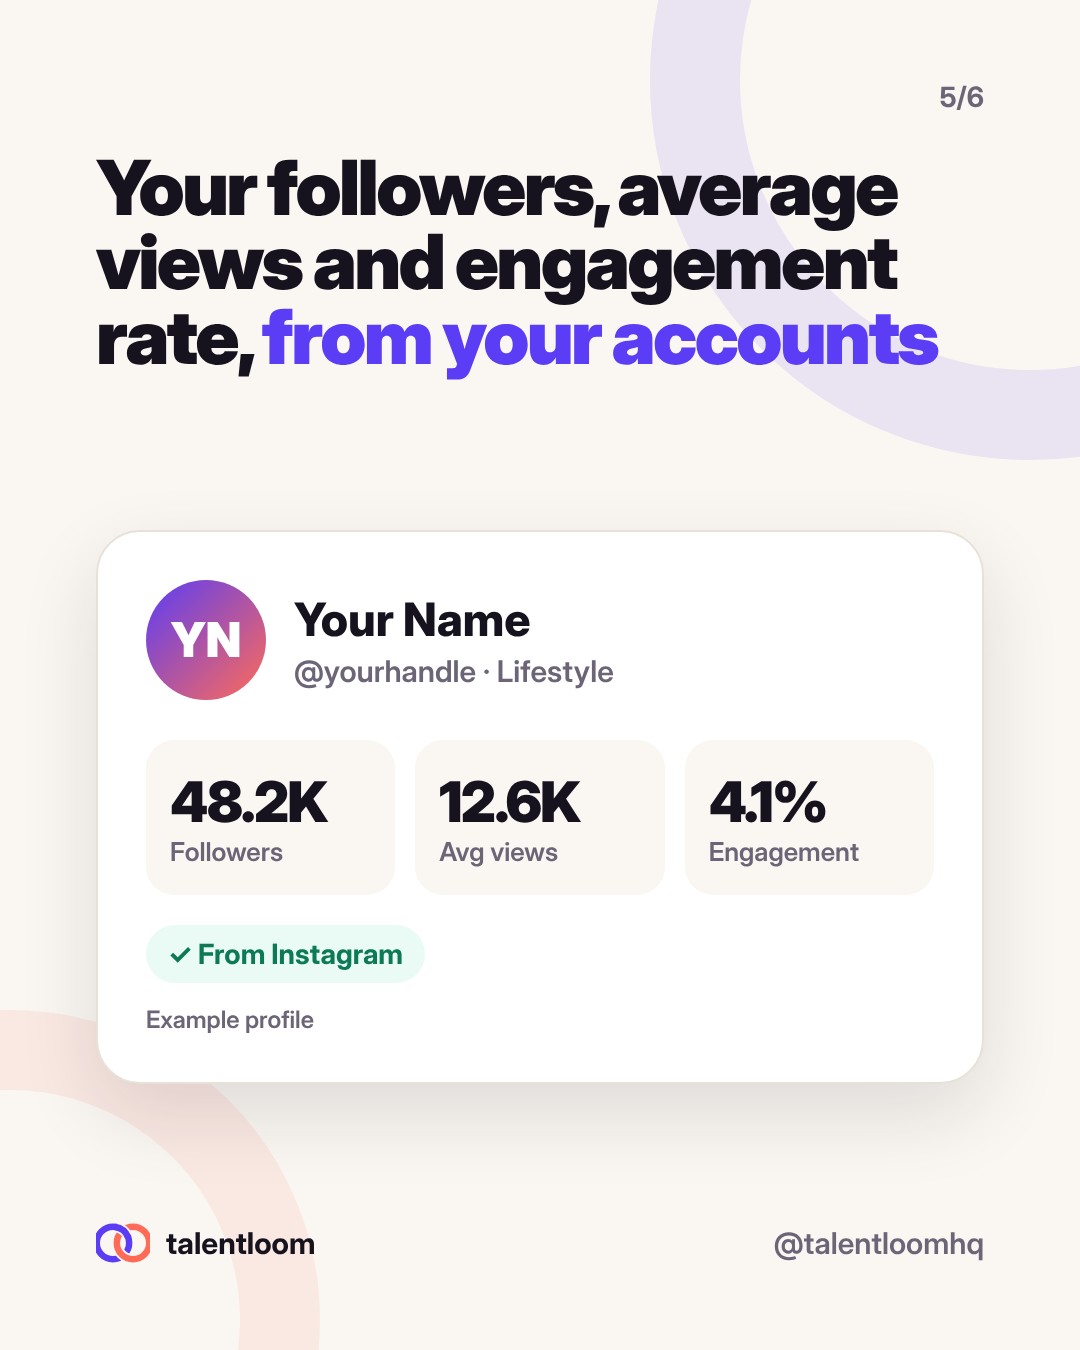 5/6
Your followers, average
views and engagement
rate, from your accounts
YN
Your Name
@yourhandle · Lifestyle
48.2K
Followers
12.6K
Avg views
4.1%
Engagement
✓ From Instagram
Example profile
talentloom
@talentloomhq